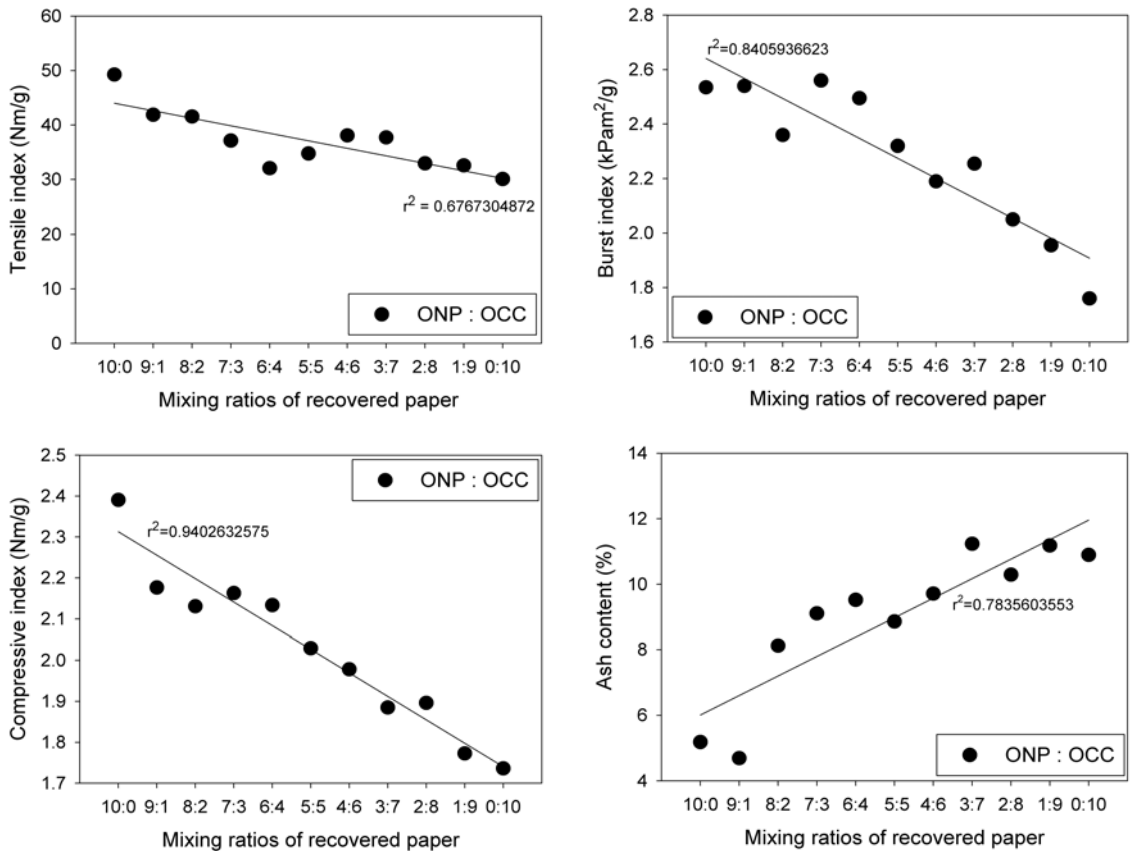 60
50
40
30
20
10
0
Tensile index (Nm/g)
r² = 0.6767304872
ONP : OCC
10:0 9:1 8:2 7:3 6:4 5:5 4:6 3:7 2:8 1:9 0:10
Mixing ratios of recovered paper
2.8
2.6
2.4
2.2
2.0
1.8
1.6
Burst index (kPam²/g)
r²=0.8405936623
ONP : OCC
10:0 9:1 8:2 7:3 6:4 5:5 4:6 3:7 2:8 1:9 0:10
Mixing ratios of recovered paper
2.5
2.4
2.3
2.2
2.1
2.0
1.9
1.8
1.7
Compressive index (Nm/g)
ONP : OCC
r²=0.9402632575
10:0 9:1 8:2 7:3 6:4 5:5 4:6 3:7 2:8 1:9 0:10
Mixing ratios of recovered paper
14
12
10
8
6
4
Ash content (%)
r²=0.7835603553
ONP : OCC
10:0 9:1 8:2 7:3 6:4 5:5 4:6 3:7 2:8 1:9 0:10
Mixing ratios of recovered paper